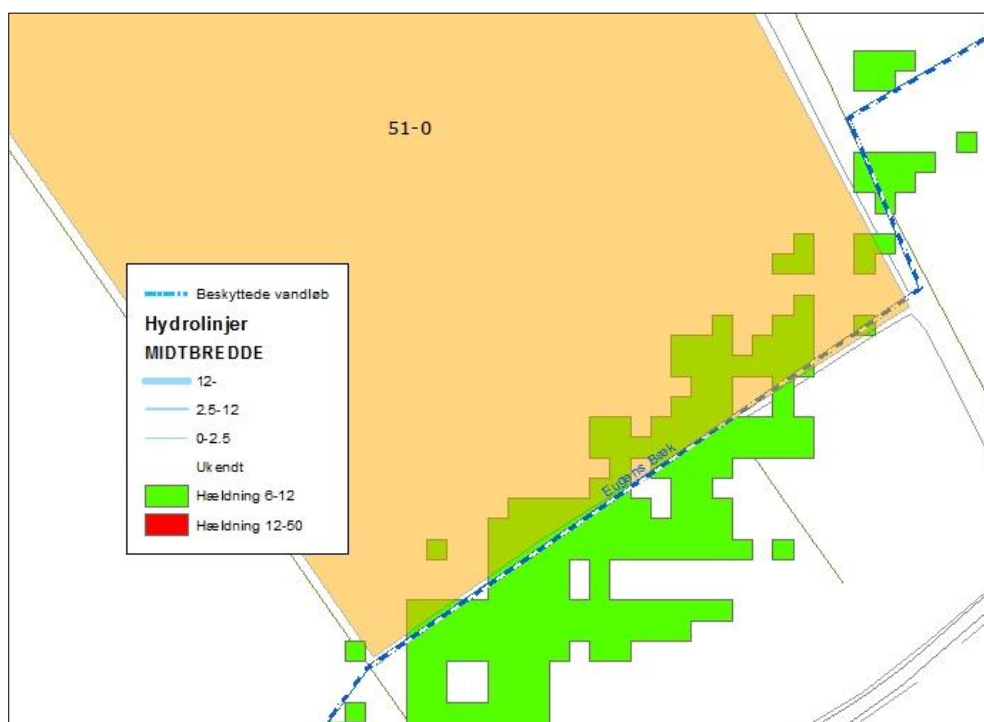 51-0
Beskyttede vandløb
Hydrolinjer
MIDTBREDDE
12-
2.5-12
0-2.5
Ukendt
Hældning 6-12
Hældning 12-50
Eugens Bæk